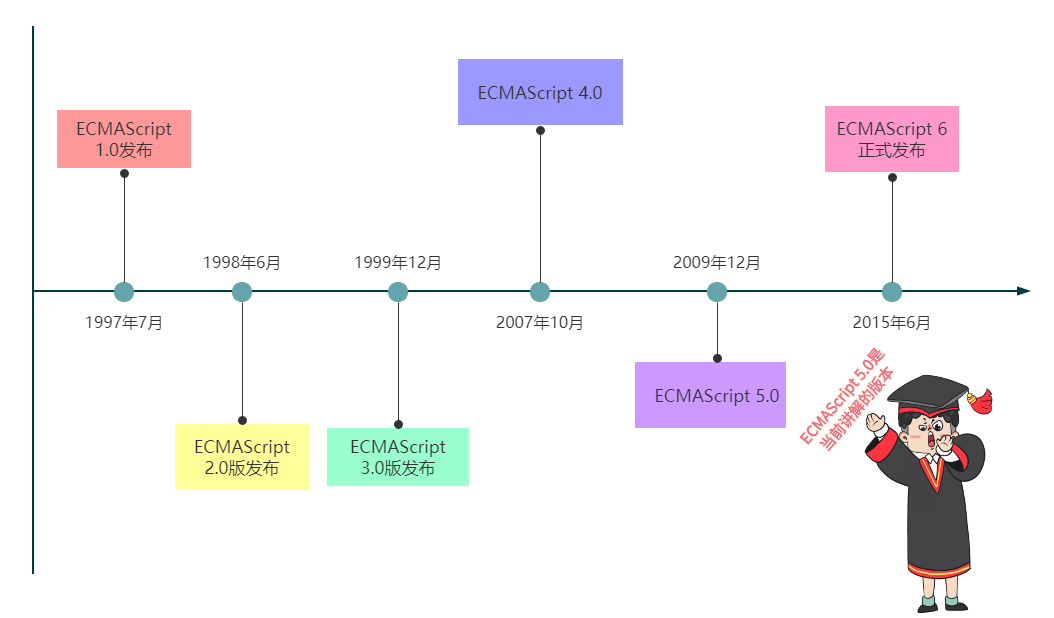 ECMAScript 4.0
ECMAScript
1.0发布
ECMAScript 6
正式发布
1998年6月
1999年12月
2009年12月
1997年7月
2007年10月
2015年6月
ECMAScript 5.0是
当前讲解的版本
ECMAScript 5.0
ECMAScript
2.0版发布
ECMAScript
3.0版发布